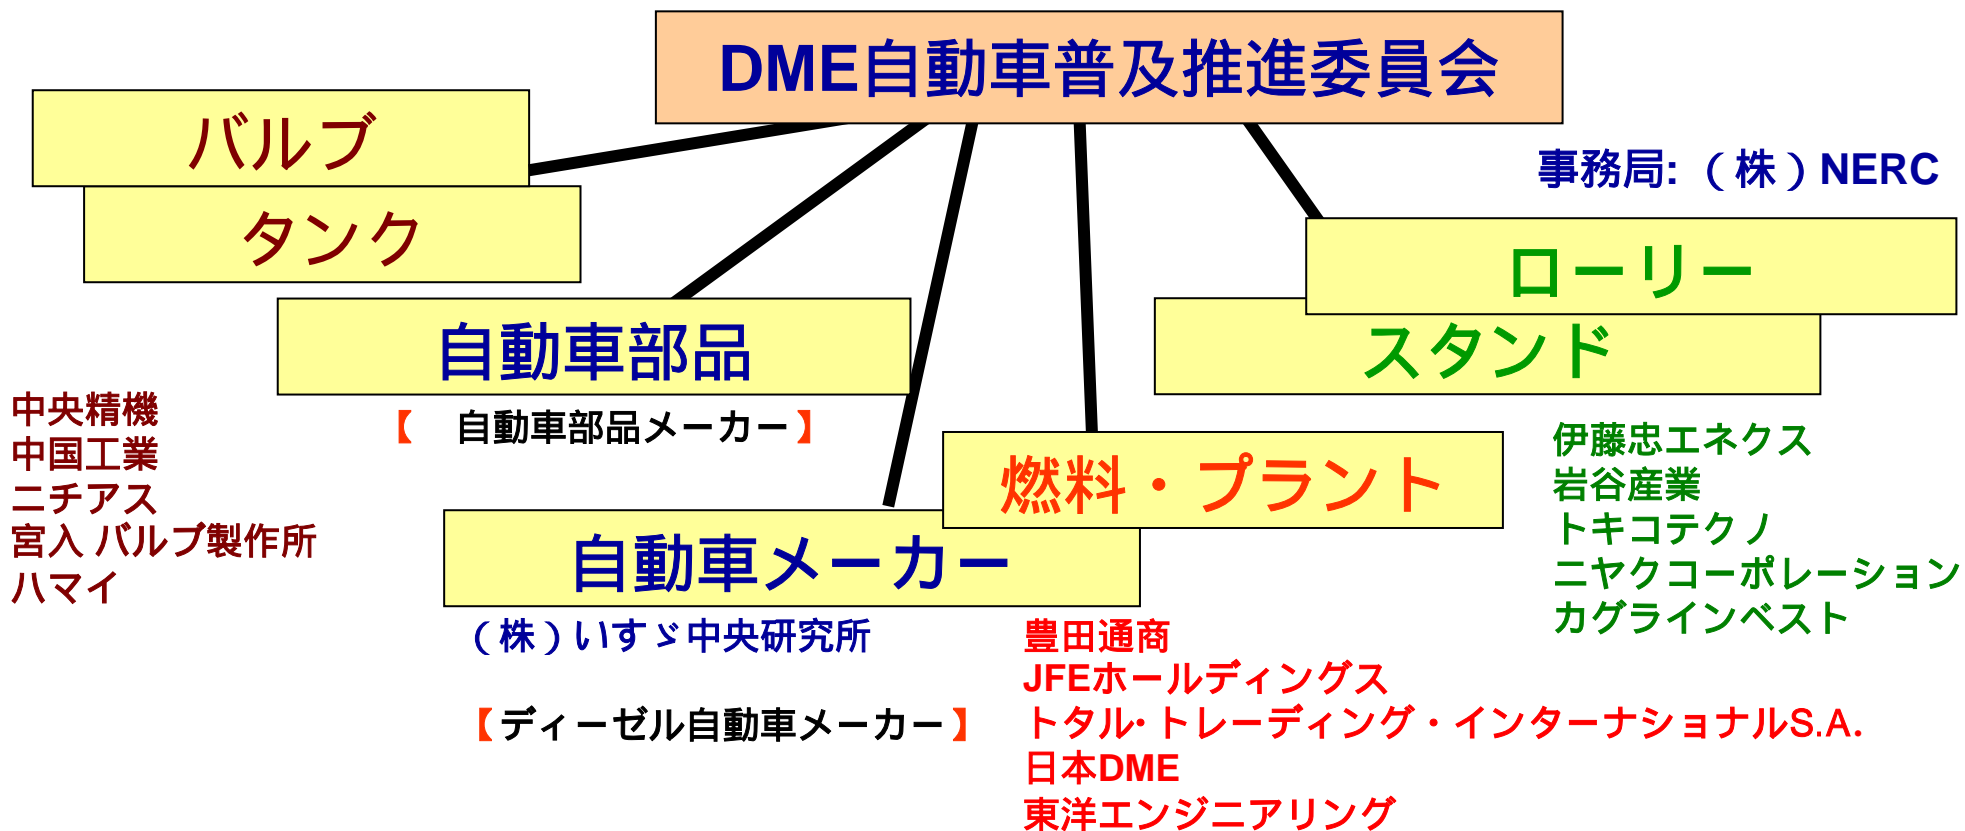 DME自動車普及推進委員会
事務局:（株）NERC
バルブ
タンク
中央精機
中国工業
ニチアス
宮入 バルブ製作所
ハマイ
自動車部品
【　自動車部品メーカー】
自動車メーカー
（株）いすゞ中央研究所
【ディーゼル自動車メーカー】
燃料・プラント
豊田通商
JFEホールディングス
トタル・トレーディング・インターナショナルS.A.
日本DME
東洋エンジニアリング
ローリー
スタンド
伊藤忠エネクス
岩谷産業
トキコテクノ
ニヤクコーポレーション
カグラインベスト